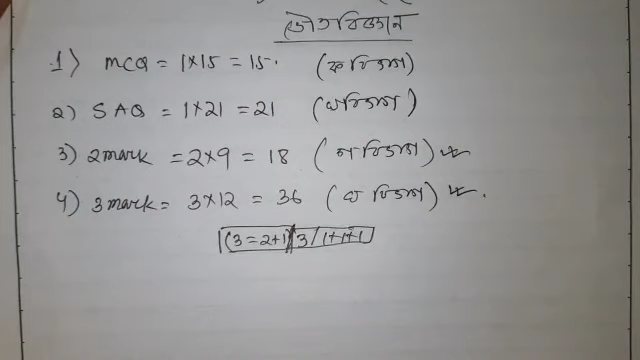 ভৌতবিজ্ঞান
1) MCQ = 1×15 = 15. (ক বিভাগ)
2) SAQ = 1×21 = 21 (খ বিভাগ)
3) 2mark = 2×9 = 18 (গ বিভাগ)
4) 3mark = 3×12 = 36 (ঘ বিভাগ)
(3=2+1) 3/1+1+1